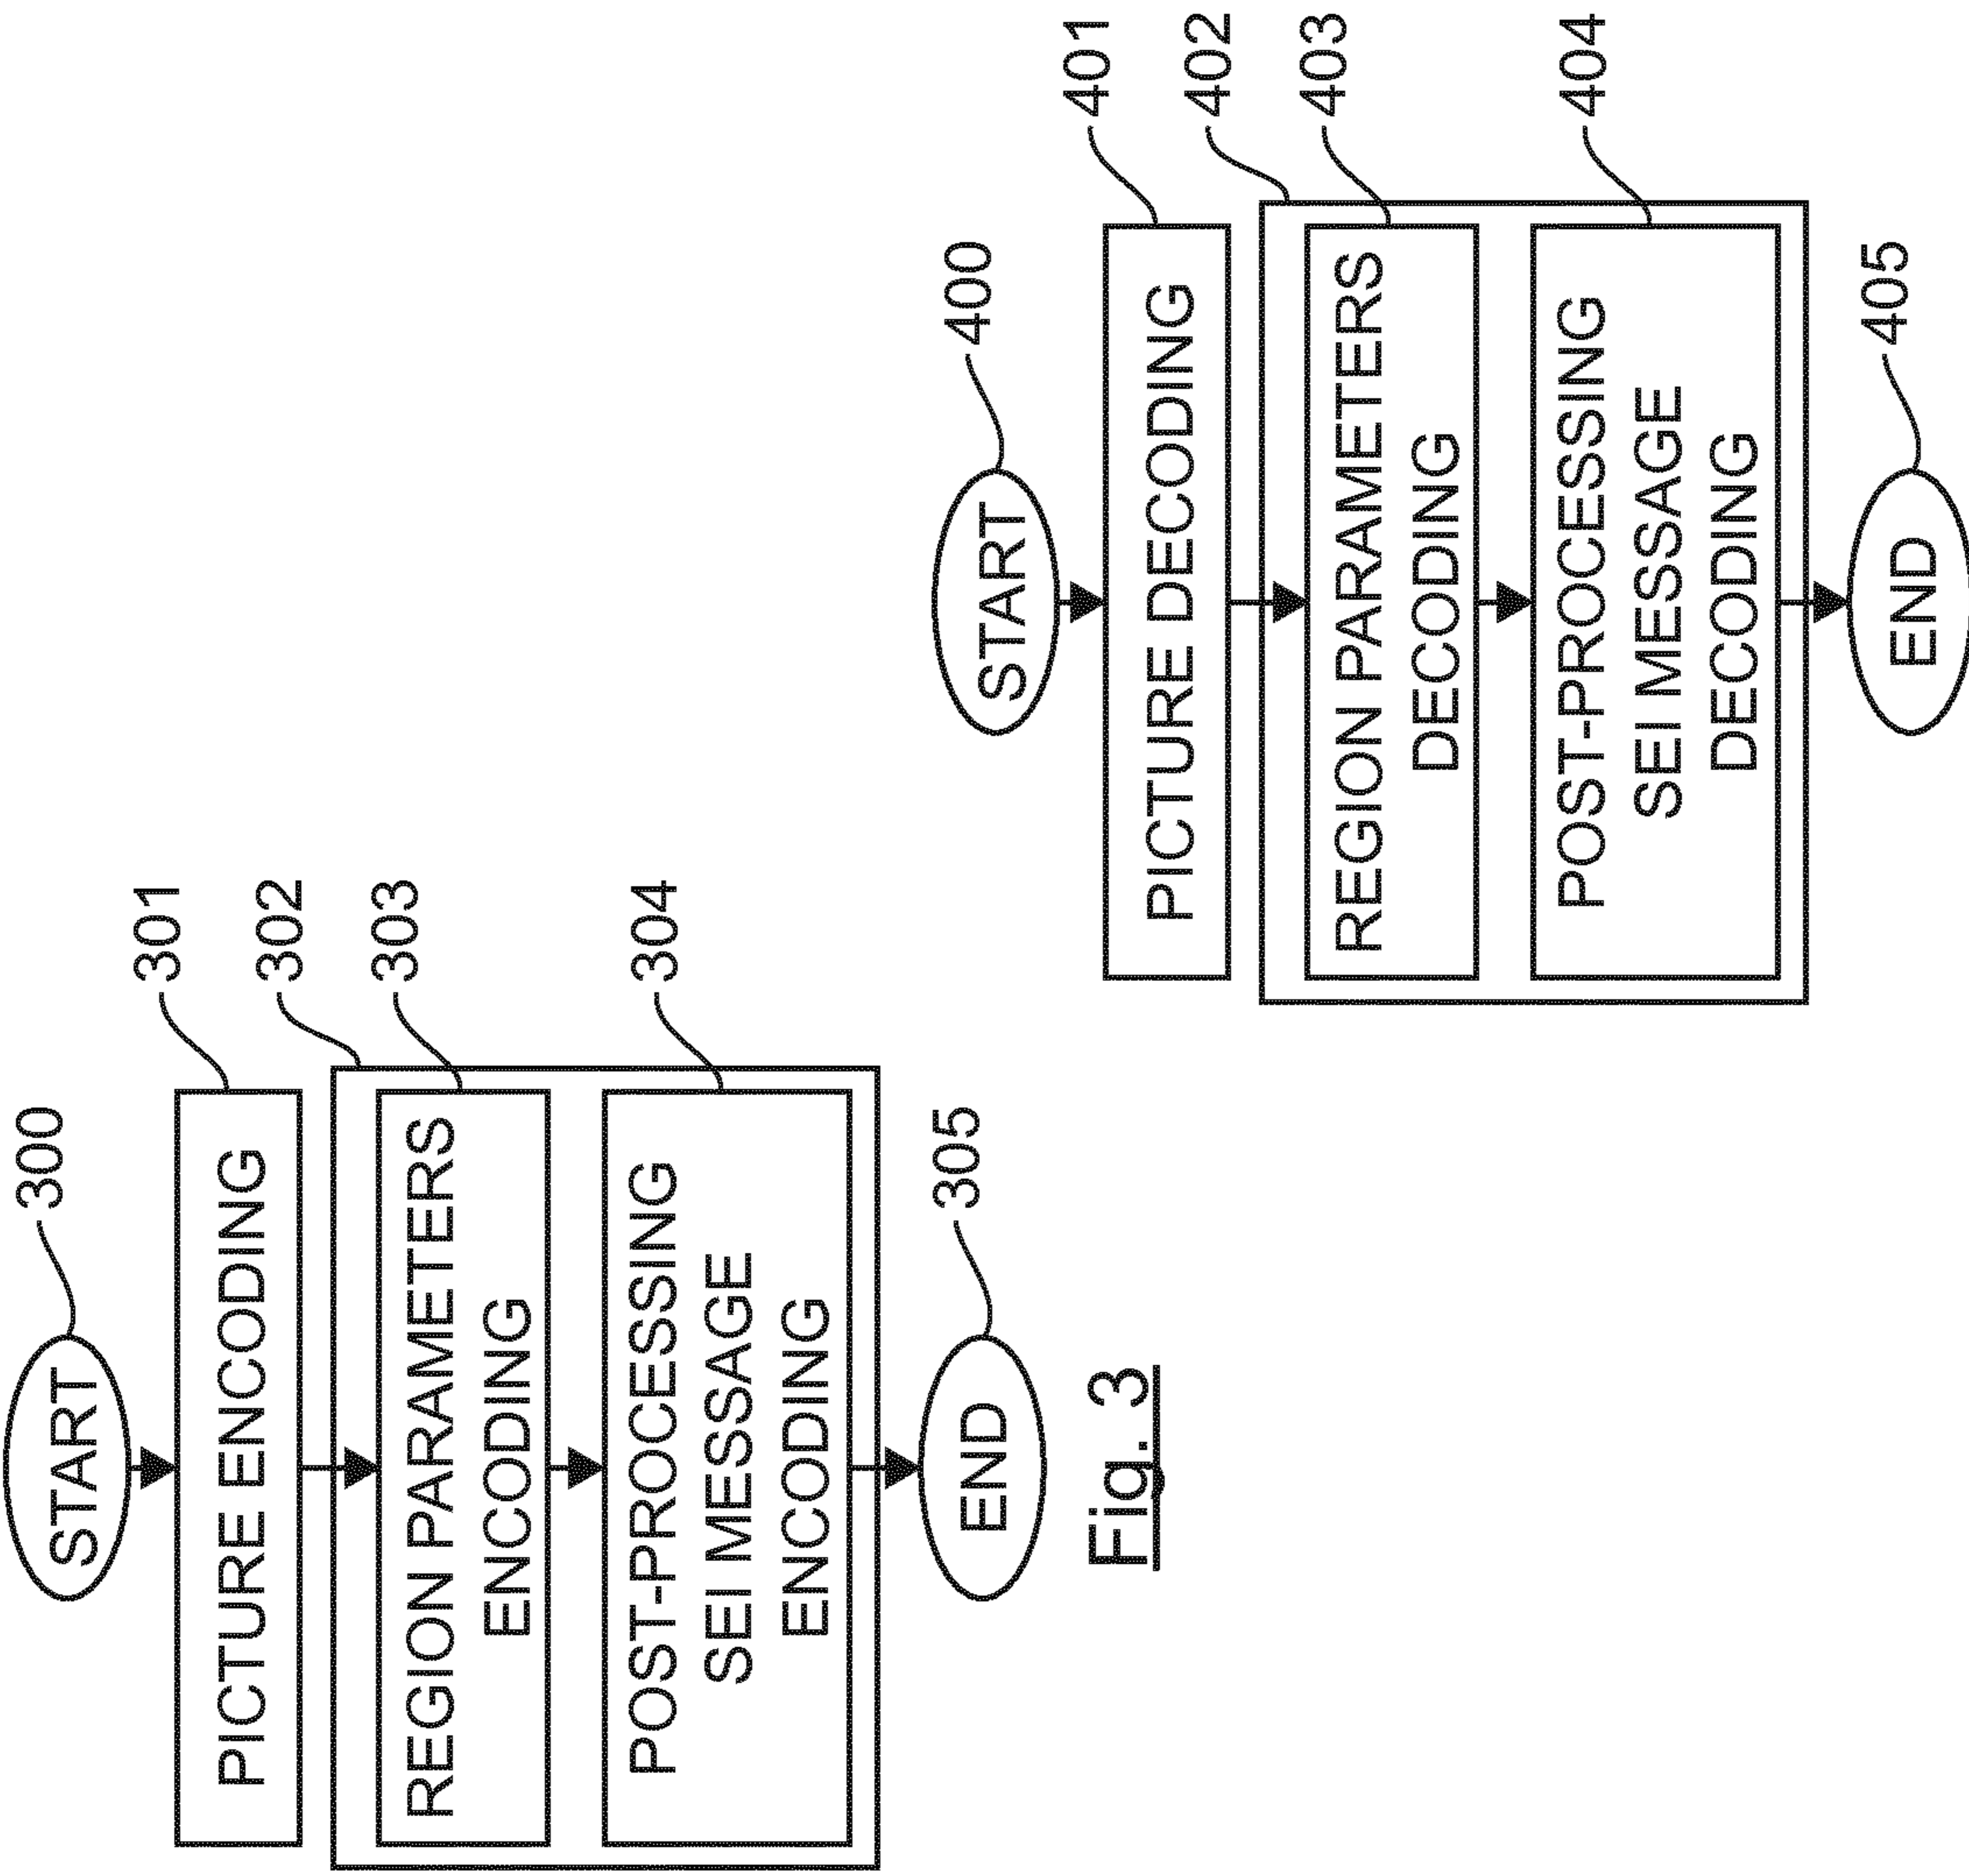 START
300
PICTURE ENCODING
301
302
REGION PARAMETERS
ENCODING
303
POST-PROCESSING
SEI MESSAGE
ENCODING
304
END
305
Fig. 3
START
400
PICTURE DECODING
401
402
REGION PARAMETERS
DECODING
403
POST-PROCESSING
SEI MESSAGE
DECODING
404
END
405